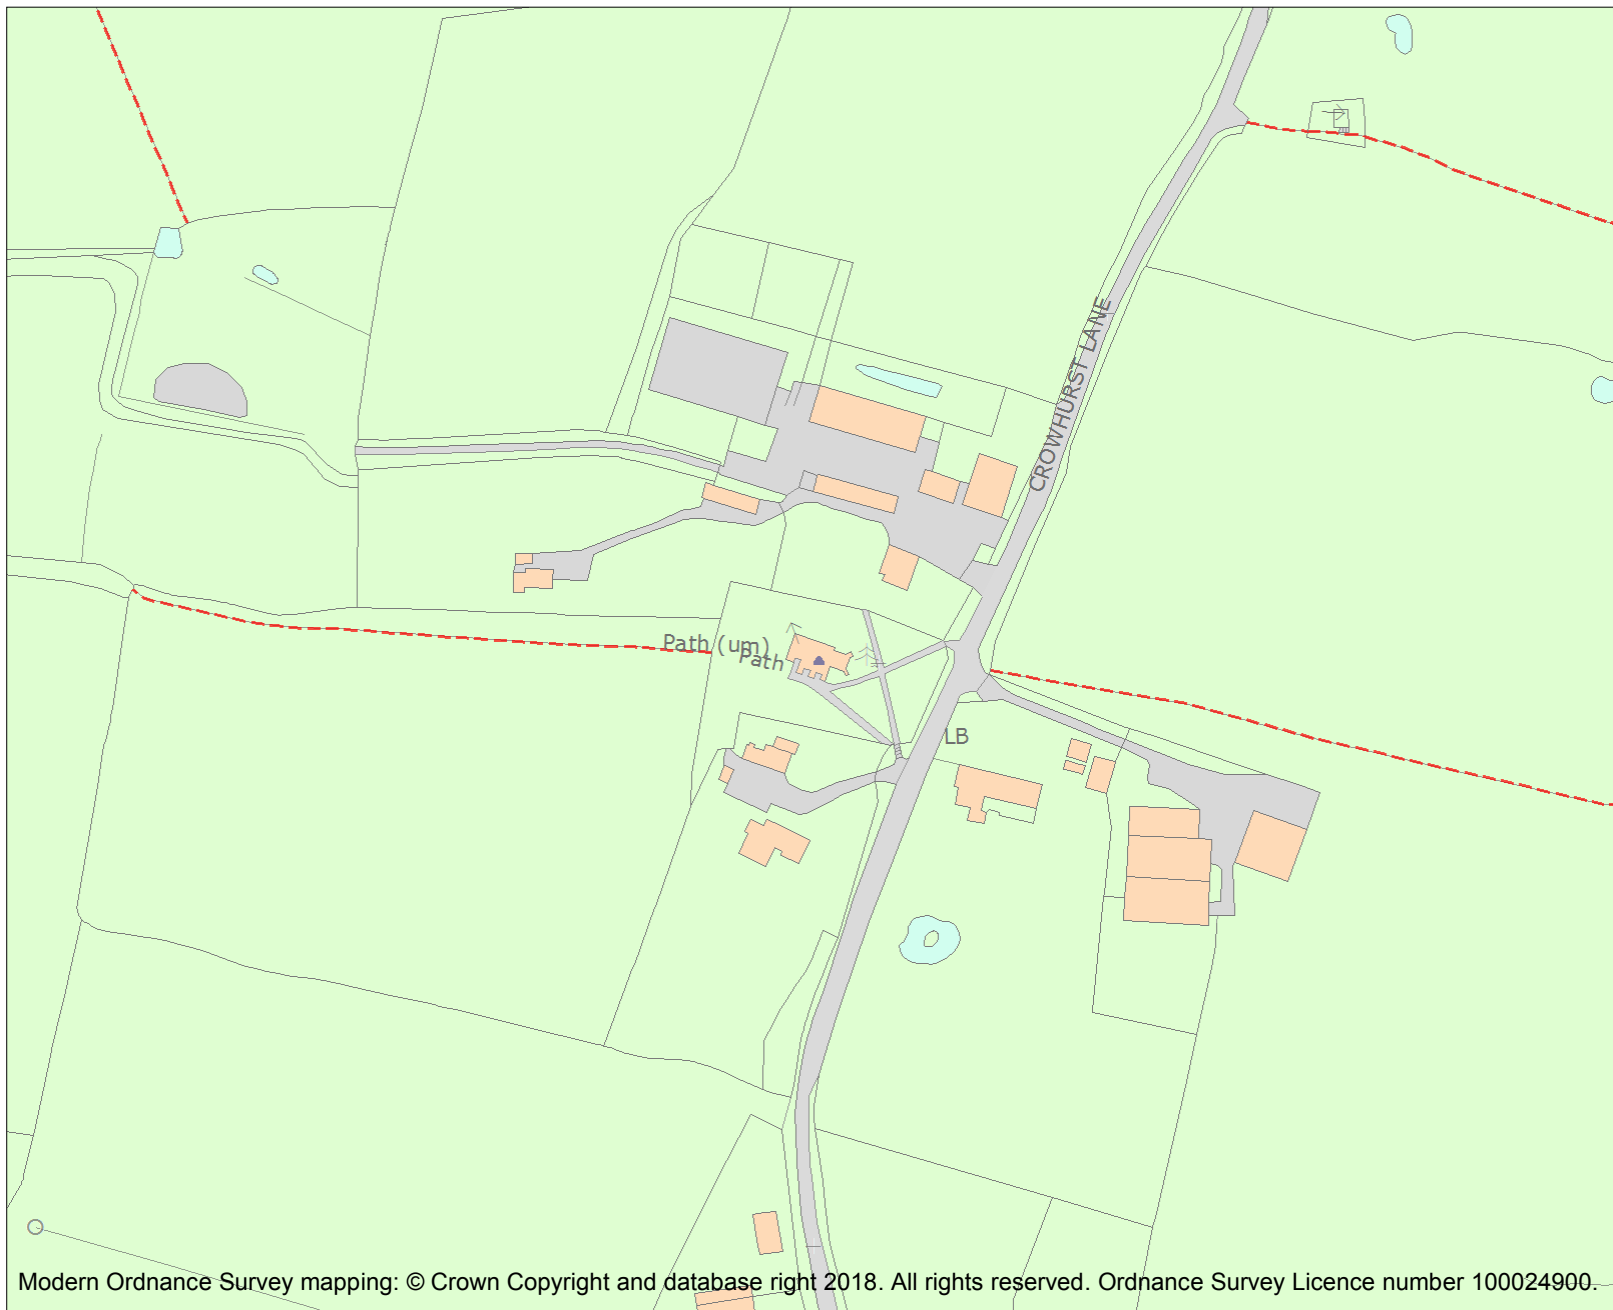 CROWHURST LANE
Path (um)
Path
LB
Modern Ordnance Survey mapping: © Crown Copyright and database right 2018. All rights reserved. Ordnance Survey Licence number 100024900.